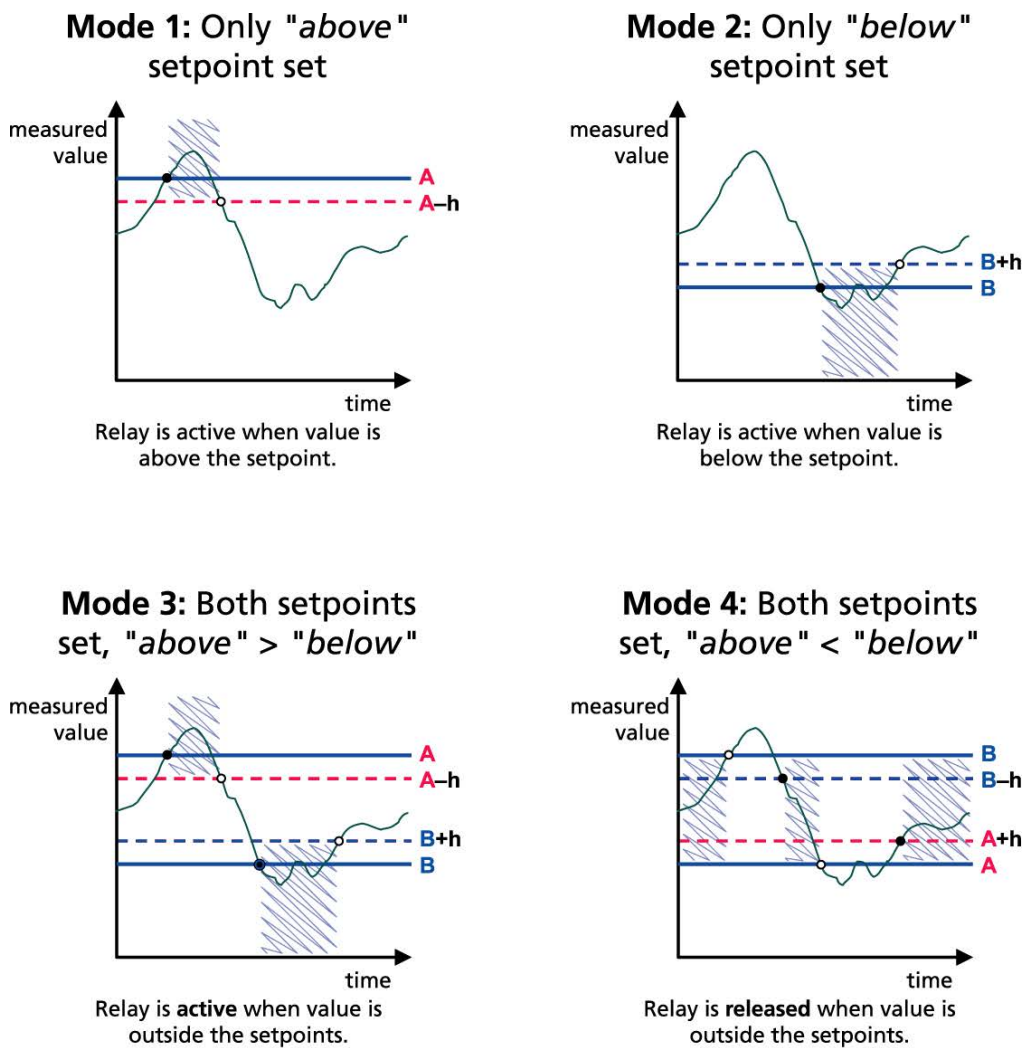 Mode 1: Only "above"
setpoint set
measured
value
A
A–h
time
Relay is active when value is
above the setpoint.
Mode 2: Only "below"
setpoint set
measured
value
B+h
B
time
Relay is active when value is
below the setpoint.
Mode 3: Both setpoints
set, "above" > "below"
measured
value
A
A–h
B+h
B
time
Relay is active when value is
outside the setpoints.
Mode 4: Both setpoints
set, "above" < "below"
measured
value
B
B–h
A+h
A
time
Relay is released when value is
outside the setpoints.